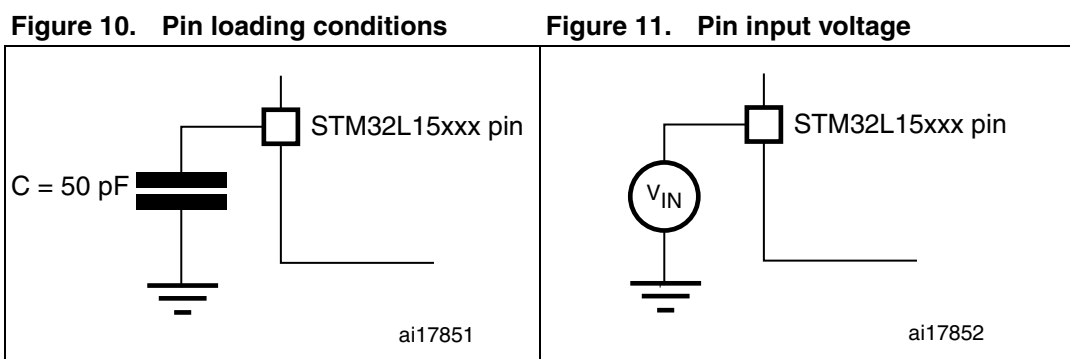 Figure 10. Pin loading conditions
Figure 11. Pin input voltage
STM32L15xxx pin
C = 50 pF
ai17851
STM32L15xxx pin
VIN
ai17852